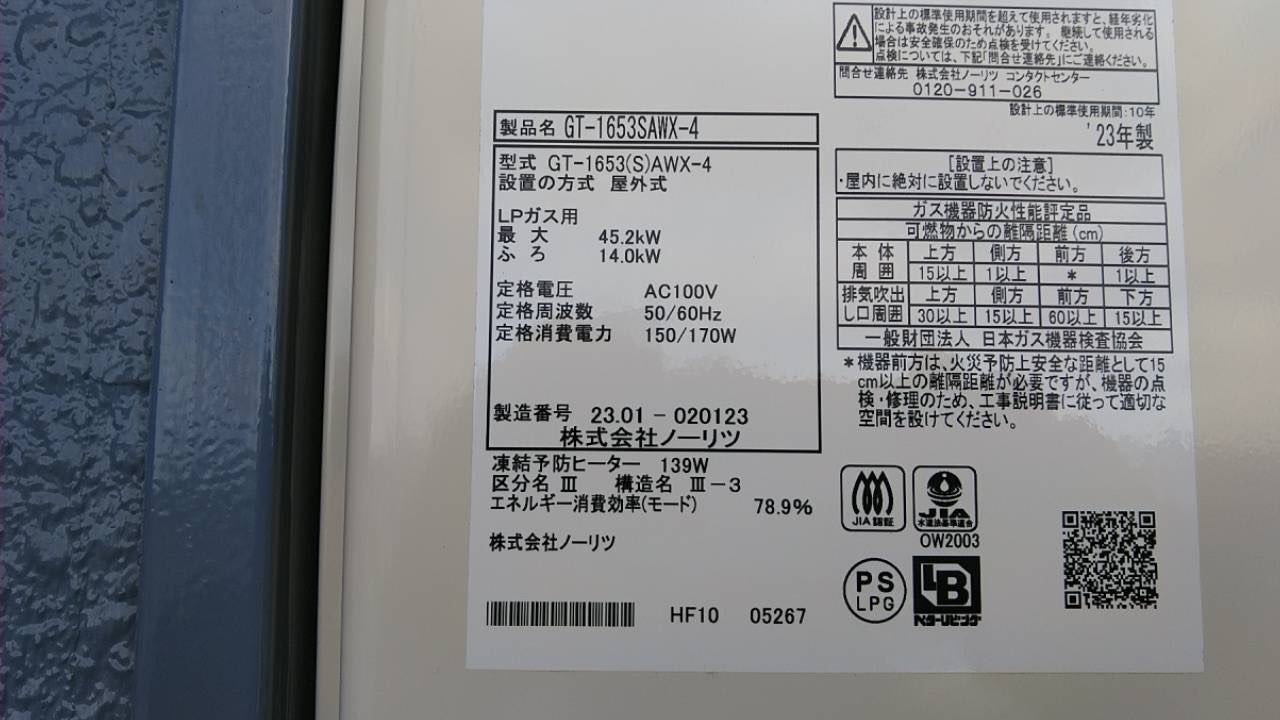 設計上の標準使用期間を超えて使用されますと、経年劣化
による事故発生のおそれがあります。継続して使用される
場合は安全確保のため点検を受けてください。
点検については、下記「問合せ連絡先」にご連絡ください。
問合せ連絡先 株式会社ノーリツ コンタクトセンター
0120-911-026
設計上の標準使用期間:10年
'23年製
製品名 GT-1653SAWX-4
型式 GT-1653(S)AWX-4
設置の方式 屋外式
LPガス用
最大 45.2kW
ふろ 14.0kW
定格電圧 AC100V
定格周波数 50/60Hz
定格消費電力 150/170W
製造番号 23.01-020123
株式会社ノーリツ
凍結予防ヒーター 139W
区分名 Ⅲ 構造名 Ⅲ-3
エネルギー消費効率(モード) 78.9%
株式会社ノーリツ
HF10 05267
[設置上の注意]
・屋内に絶対に設置しないでください。
ガス機器防火性能評定品
可燃物からの離隔距離(cm)
本体 上方 側方 前方 後方
周囲 15以上 1以上 * 1以上
排気吹出 上方 側方 前方 下方
し口周囲 30以上 15以上 60以上 15以上
一般財団法人 日本ガス機器検査協会
*機器前方は、火災予防上安全な距離として15
cm以上の離隔距離が必要ですが、機器の点
検・修理のため、工事説明書に従って適切な
空間を設けてください。
JIA認証
JIA
水道法基準適合
OW2003
PS
LPG
BL
ベターリビング